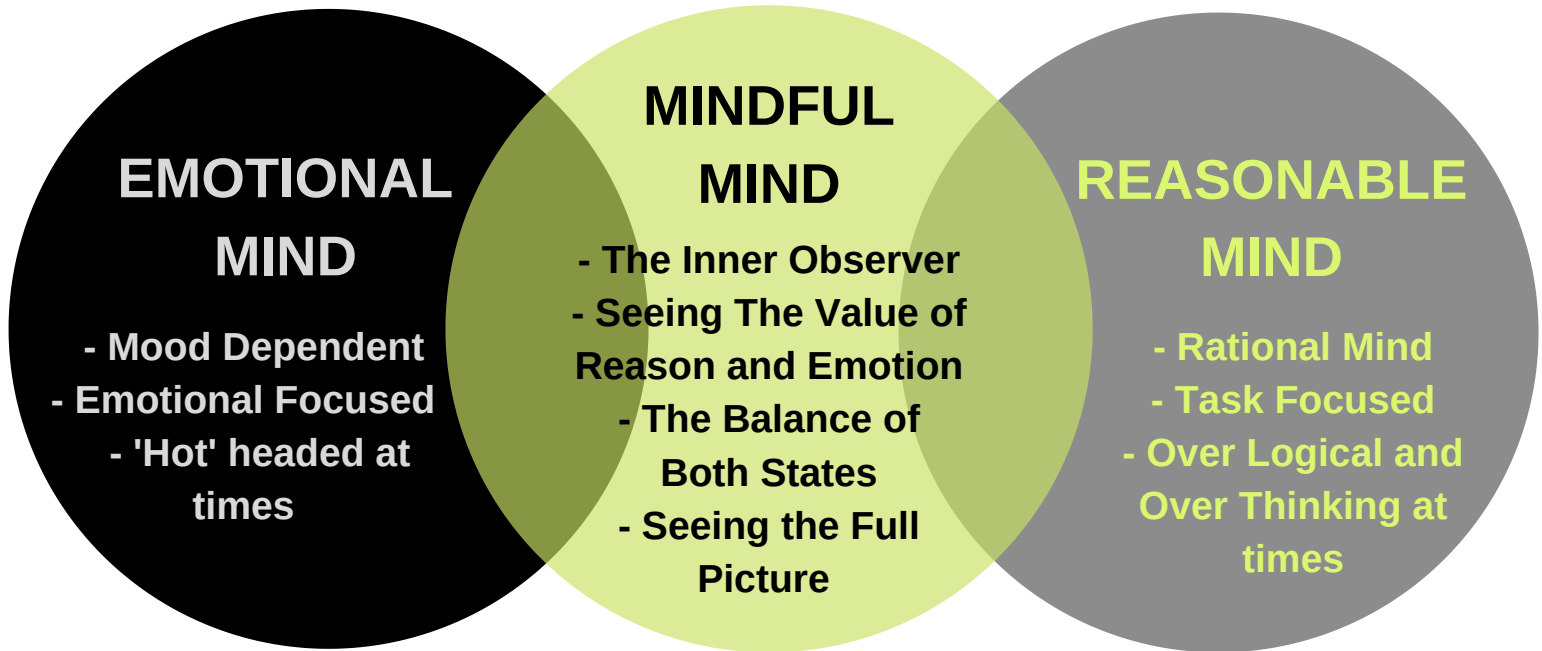 EMOTIONAL
MIND
- Mood Dependent
- Emotional Focused
- 'Hot' headed at
times
MINDFUL
MIND
- The Inner Observer
- Seeing The Value of
Reason and Emotion
- The Balance of
Both States
- Seeing the Full
Picture
REASONABLE
MIND
- Rational Mind
- Task Focused
- Over Logical and
Over Thinking at
times